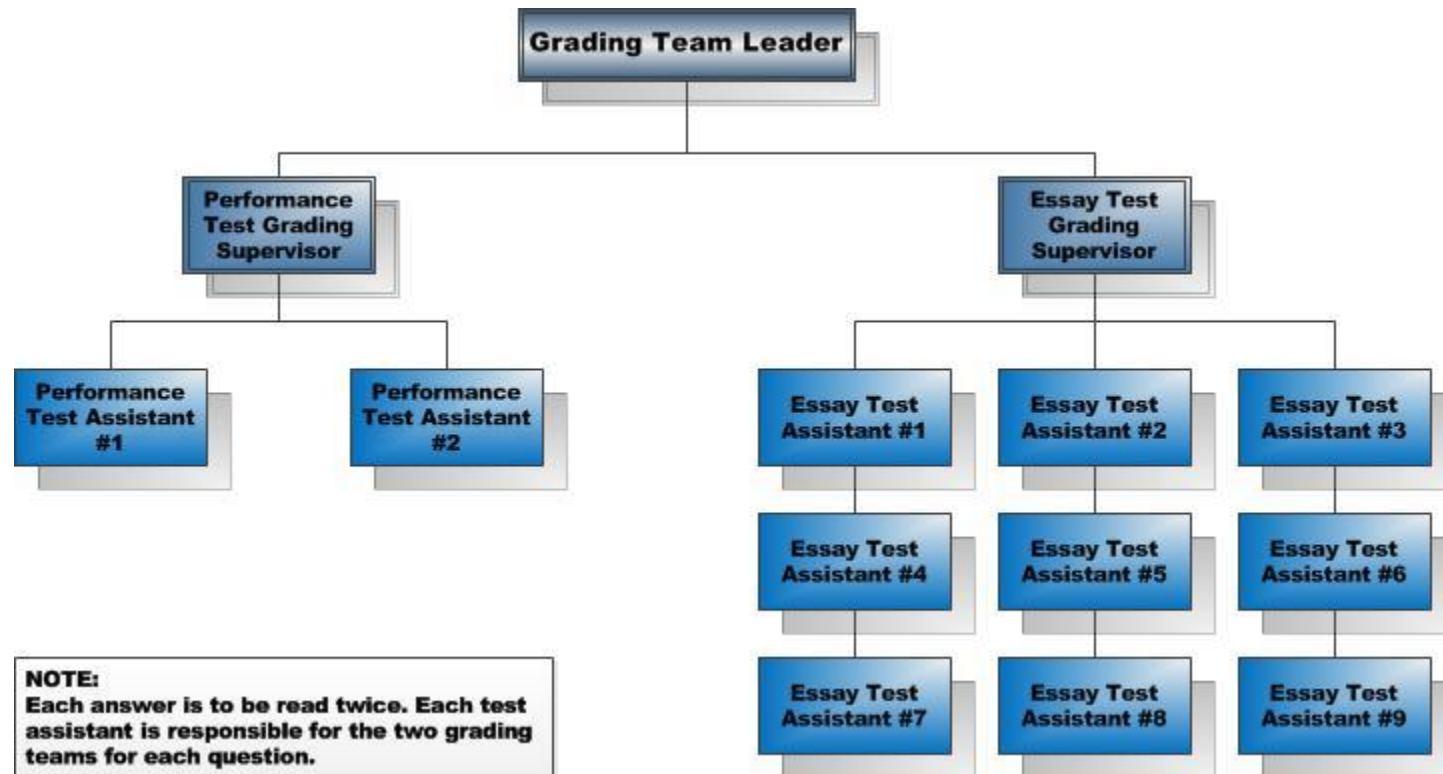 Grading Team Leader
Performance
Test Grading
Supervisor
Essay Test
Grading
Supervisor
Performance
Test Assistant
#1
Performance
Test Assistant
#2
Essay Test
Assistant #1
Essay Test
Assistant #2
Essay Test
Assistant #3
Essay Test
Assistant #4
Essay Test
Assistant #5
Essay Test
Assistant #6
Essay Test
Assistant #7
Essay Test
Assistant #8
Essay Test
Assistant #9
NOTE:
Each answer is to be read twice. Each test
assistant is responsible for the two grading
teams for each question.